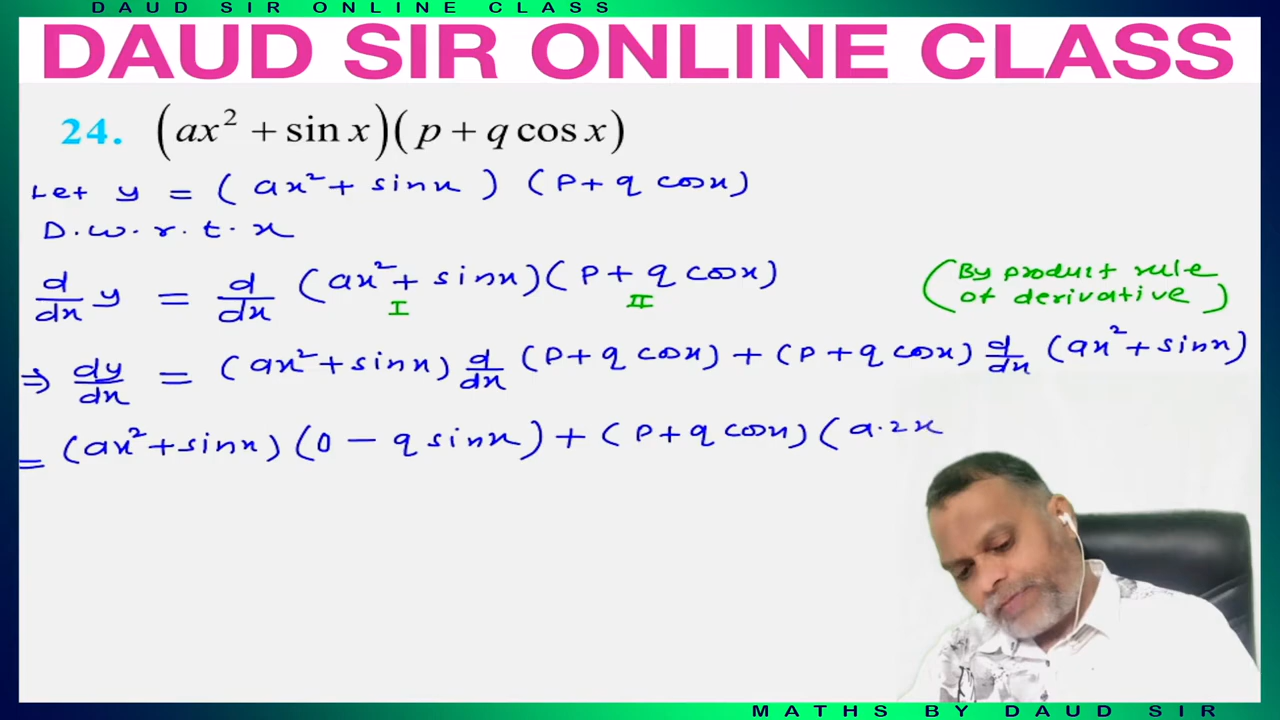 DAUD SIR ONLINE CLASS
DAUD SIR ONLINE CLASS
24. (ax² + sin x)(p + q cos x)
Let y = (ax² + sinx) (p + q cosx)
D.w.r.t. x
d/dx y = d/dx (ax² + sinx)(p + q cosx)
I II
(By product rule
of derivative)
⇒ dy/dx = (ax² + sinx) d/dx (p + q cosx) + (p + q cosx) d/dx (ax² + sinx)
= (ax² + sinx) (0 − q sinx) + (p + q cosx) (a.2x
MATHS BY DAUD SIR